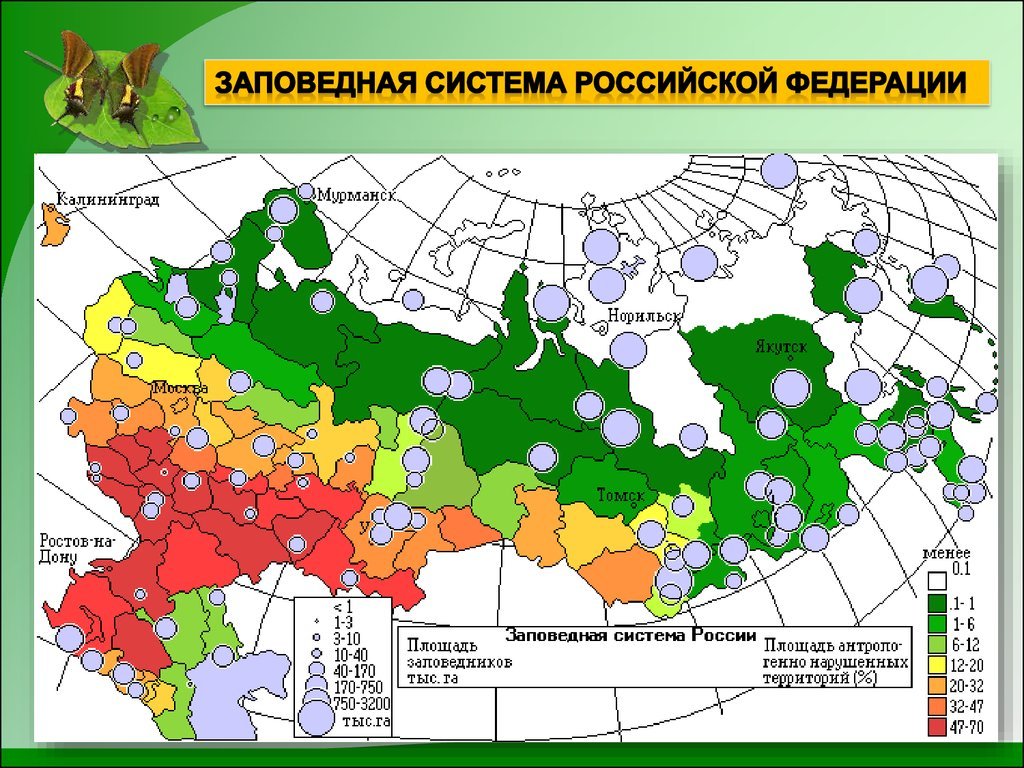 ЗАПОВЕДНАЯ СИСТЕМА РОССИЙСКОЙ ФЕДЕРАЦИИ
Калининград
Мурманск
Норильск
Якутск
Москва
Томск
У
Ростов-на-
Дону
< 1
1-3
3-10
10-40
40-170
170-750
750-3200
тыс.га
Заповедная система России
Площадь
заповедников
тыс. га
Площадь антропо-
генно нарушенных
территорий (%)
менее
0.1
.1- 1
1- 6
6-12
12-20
20-32
32-47
47-70